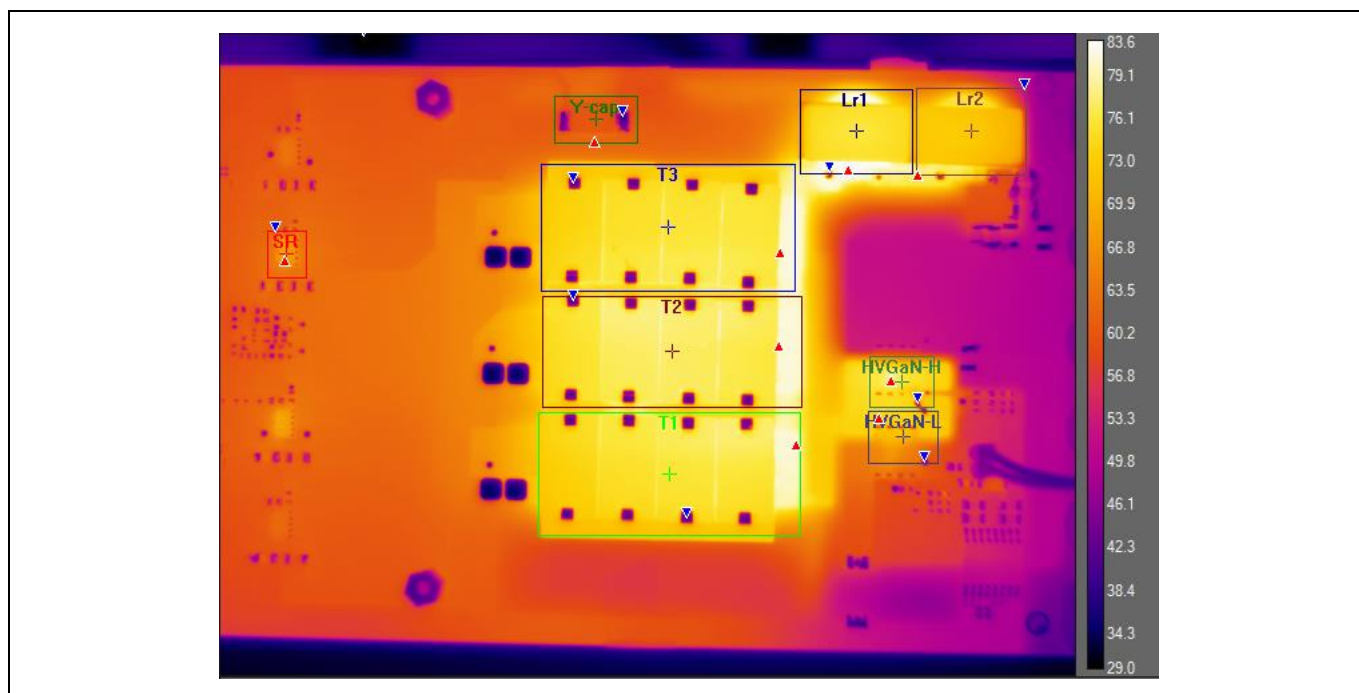 Y-cap
Lr1
Lr2
T3
SR
T2
HVGaN-H
T1
HVGaN-L
83.6
79.1
76.1
73.0
69.9
66.8
63.5
60.2
56.8
53.3
49.8
46.1
42.3
38.4
34.3
29.0